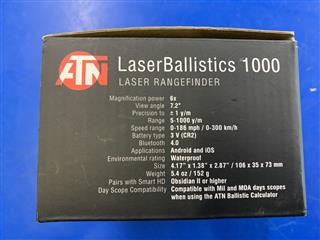 ATN
LaserBallistics 1000
LASER RANGEFINDER
Magnification power 6x
View angle 7.2°
Precision to ± 1 y/m
Range 5-1000 y/m
Speed range 0-186 mph / 0-300 km/h
Battery type 3 V (CR2)
Bluetooth 4.0
Applications Android and iOS
Environmental rating Waterproof
Size 4.17" × 1.38" × 2.87" / 106 x 35 x 73 mm
Weight 5.4 oz / 152 g
Pairs with Smart HD Obsidian II or higher
Day Scope Compatibility Compatible with Mil and MOA days scopes
when using the ATN Ballistic Calculator